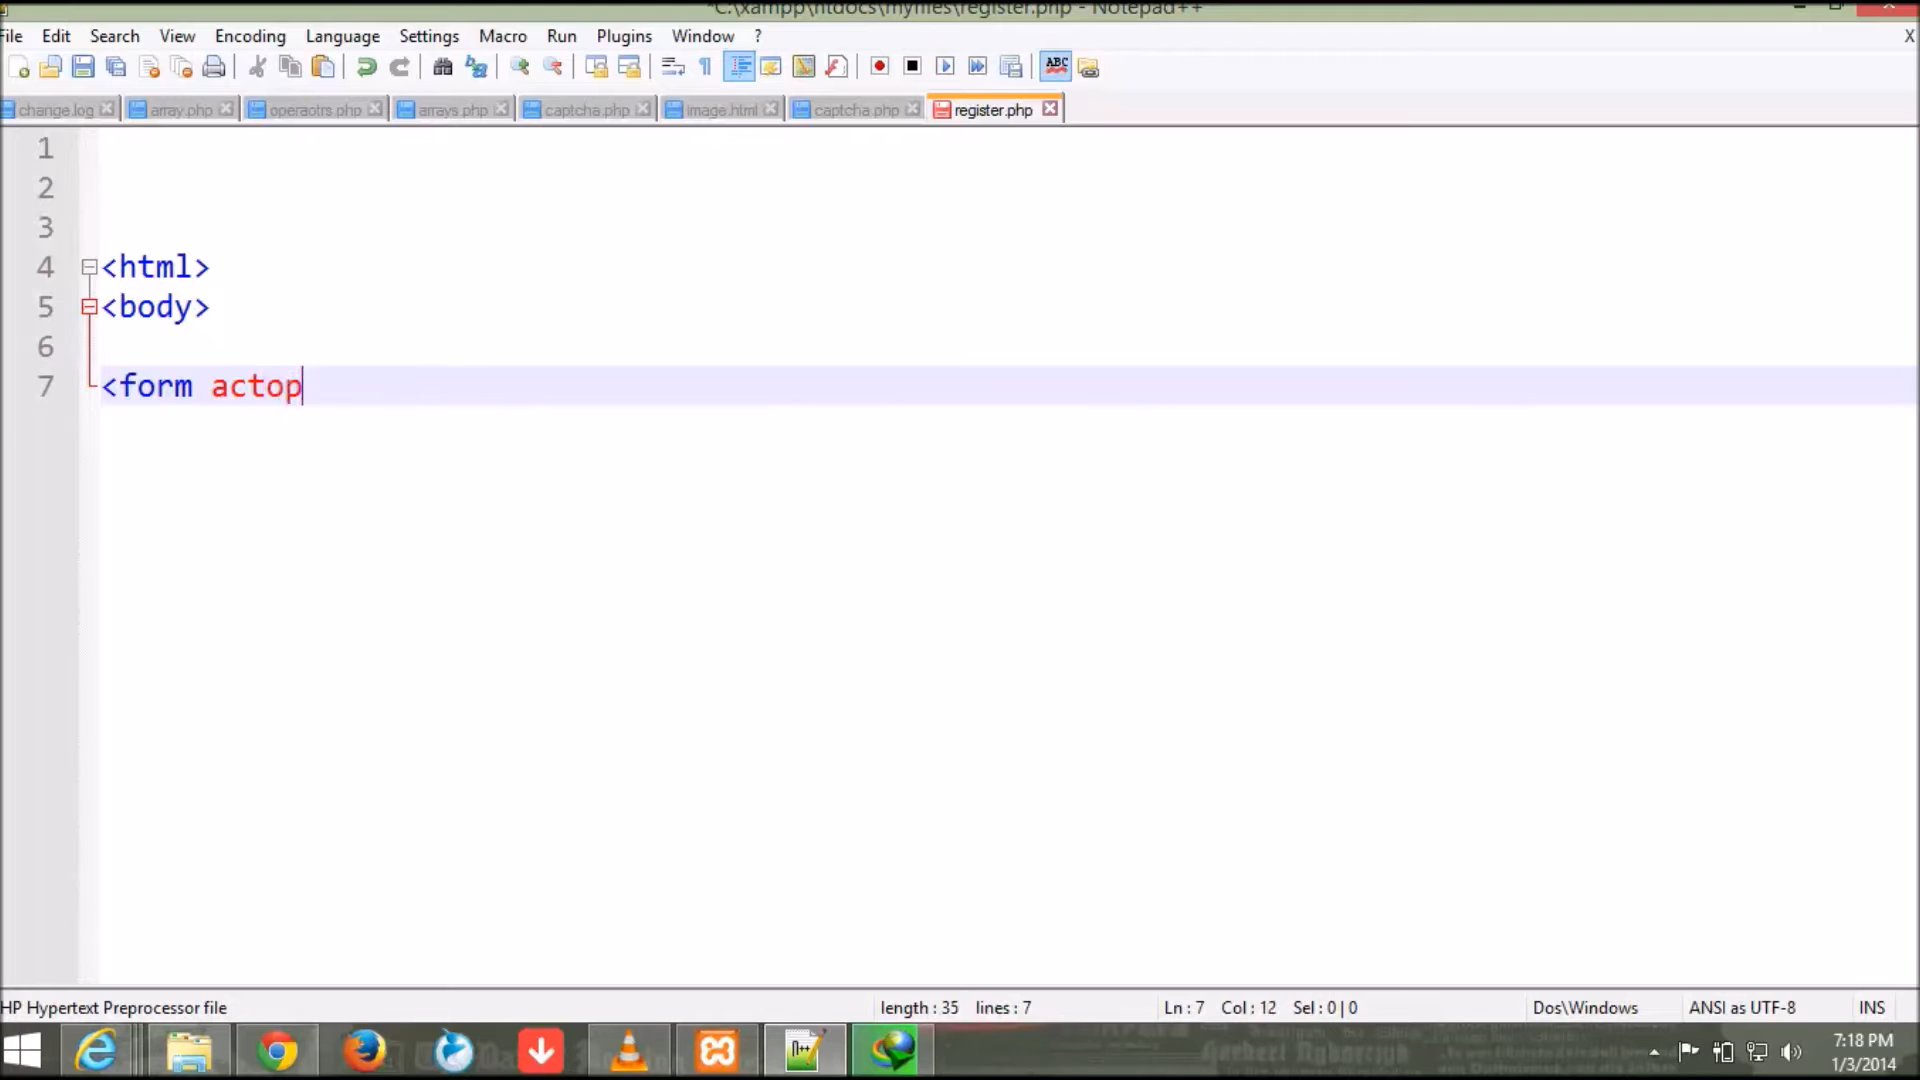 *C:\xampp\htdocs\myfiles\register.php - Notepad++
File Edit Search View Encoding Language Settings Macro Run Plugins Window ? X
change.log array.php operaotrs.php arrays.php captcha.php image.html captcha.php register.php
1
2
3
4 <html>
5 <body>
6
7 <form actop
HP Hypertext Preprocessor file length : 35 lines : 7 Ln : 7 Col : 12 Sel : 0 | 0 Dos\Windows ANSI as UTF-8 INS
7:18 PM
1/3/2014